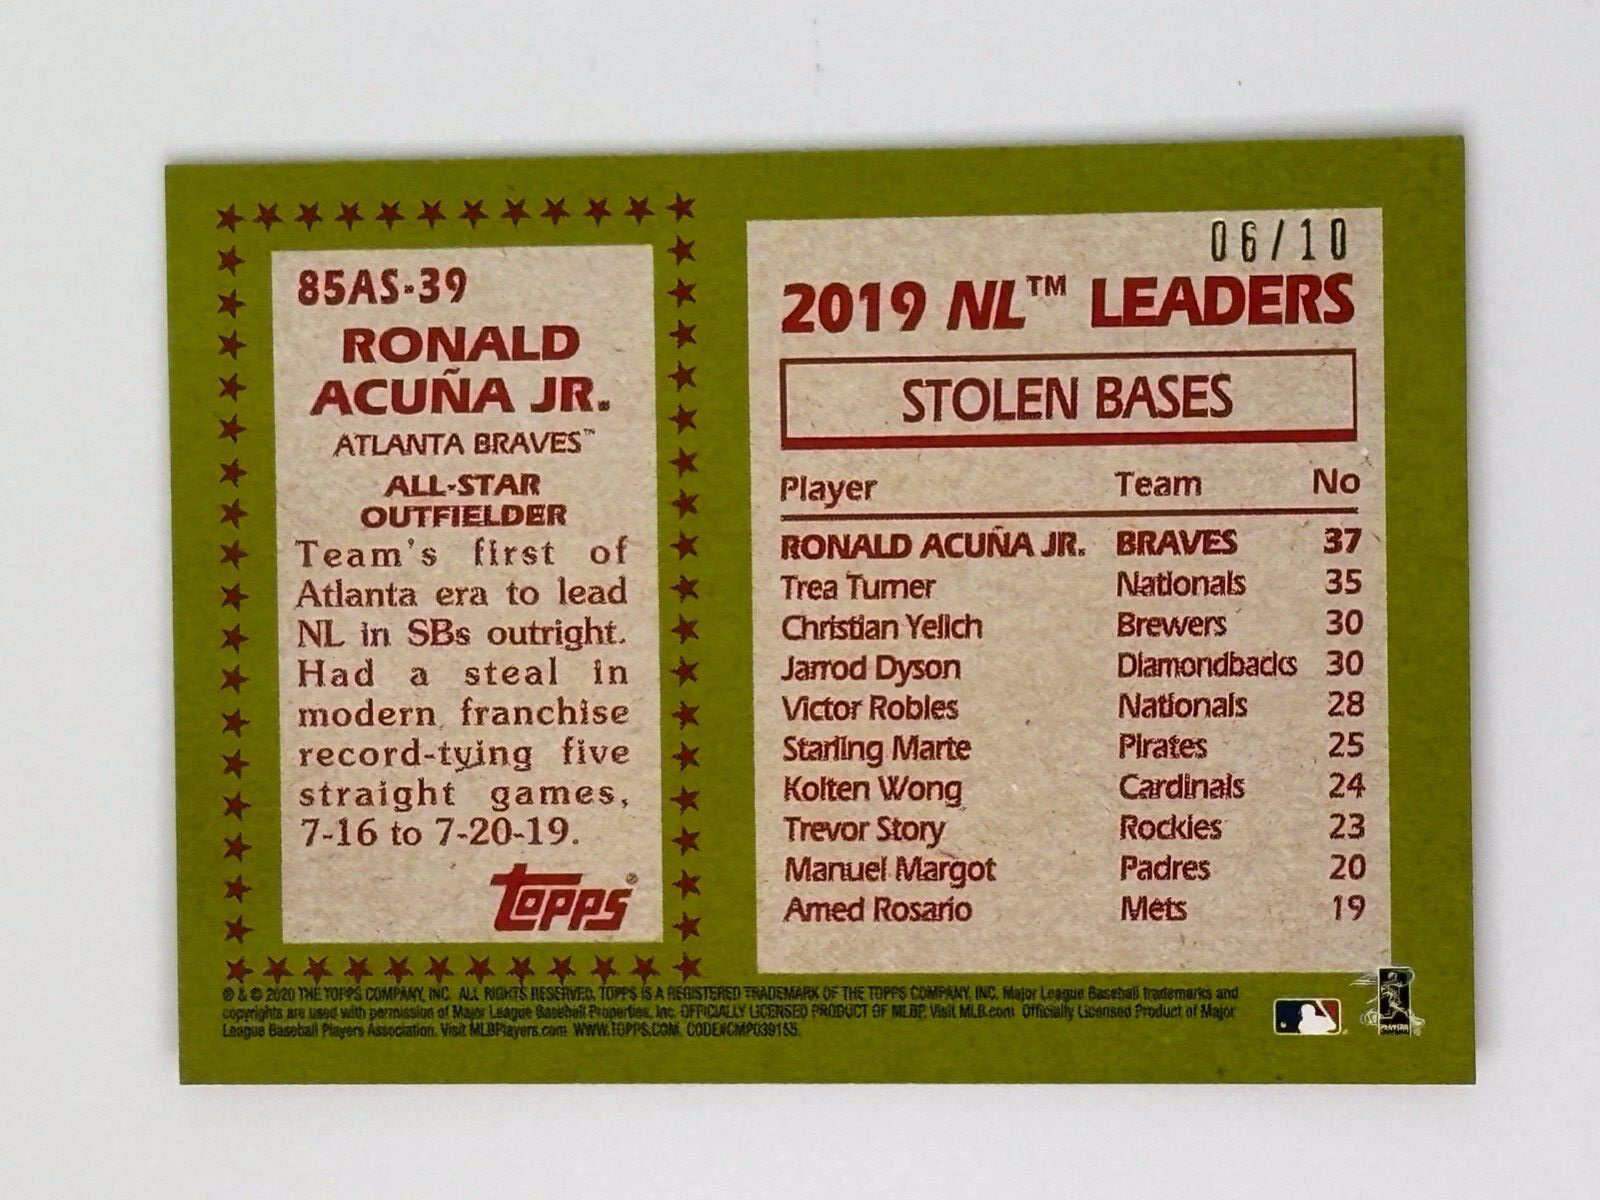 85AS-39
RONALD
ACUÑA JR.
ATLANTA BRAVES™
ALL-STAR
OUTFIELDER
Team's first of
Atlanta era to lead
NL in SBs outright.
Had a steal in
modern franchise
record-tying five
straight games,
7-16 to 7-20-19.
Topps®
06/10
2019 NL™ LEADERS
STOLEN BASES
Player Team No
RONALD ACUÑA JR. BRAVES 37
Trea Turner Nationals 35
Christian Yelich Brewers 30
Jarrod Dyson Diamondbacks 30
Victor Robles Nationals 28
Starling Marte Pirates 25
Kolten Wong Cardinals 24
Trevor Story Rockies 23
Manuel Margot Padres 20
Amed Rosario Mets 19
® & © 2020 THE TOPPS COMPANY, INC. ALL RIGHTS RESERVED. TOPPS IS A REGISTERED TRADEMARK OF THE TOPPS COMPANY, INC. Major League Baseball trademarks and
copyrights are used with permission of Major League Baseball Properties, Inc. OFFICIALLY LICENSED PRODUCT OF MLBP. Visit MLB.com. Officially Licensed Product of Major
League Baseball Players Association. Visit MLBPlayers.com WWW.TOPPS.COM. CODE#CMP039155.